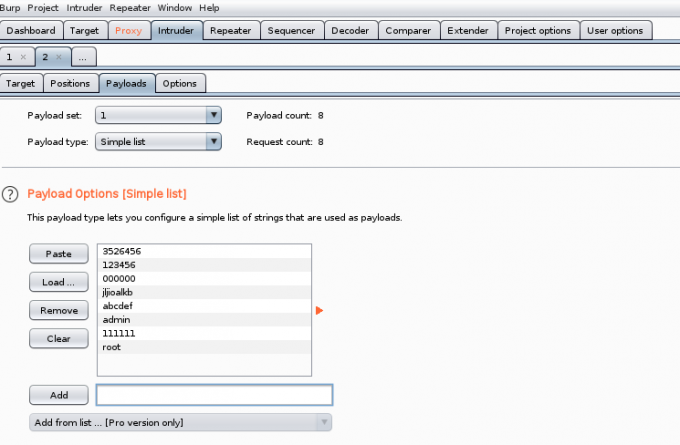 Burp Project Intruder Repeater Window Help
Dashboard Target Proxy Intruder Repeater Sequencer Decoder Comparer Extender Project options User options
1 × 2 × ...
Target Positions Payloads Options
Payload set: 1 Payload count: 8
Payload type: Simple list Request count: 8
? Payload Options [Simple list]
This payload type lets you configure a simple list of strings that are used as payloads.
Paste
Load ...
Remove
Clear
3526456
123456
000000
jljioalkb
abcdef
admin
111111
root
Add
Add from list ... [Pro version only]